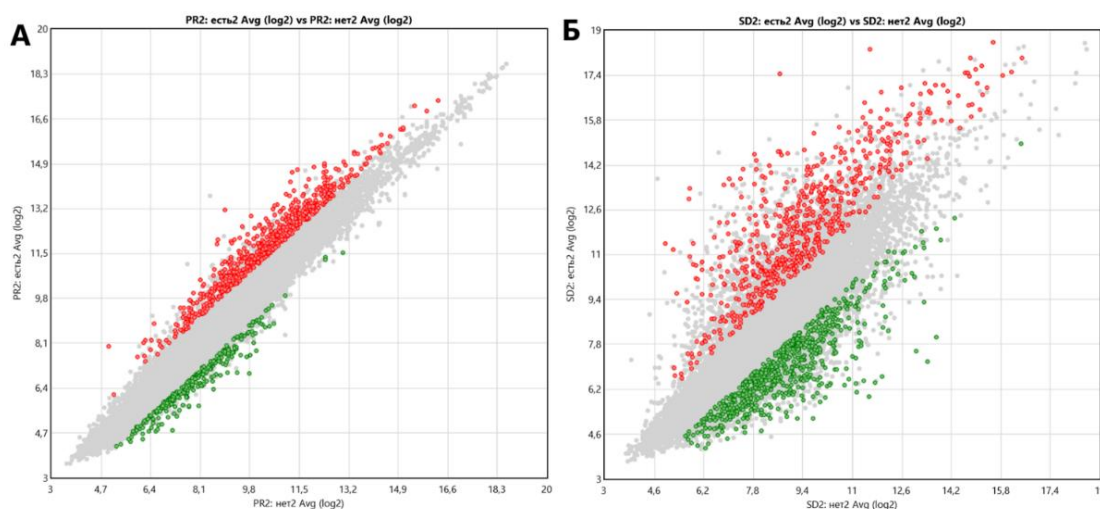 А
PR2: есть2 Avg (log2) vs PR2: нет2 Avg (log2)
20
18,3
16,6
14,9
13,2
11,5
9,8
8,1
6,4
4,7
3
PR2: есть2 Avg (log2)
3 4,7 6,4 8,1 9,8 11,5 13,2 14,9 16,6 18,3 20
PR2: нет2 Avg (log2)
Б
SD2: есть2 Avg (log2) vs SD2: нет2 Avg (log2)
19
17,4
15,8
14,2
12,6
11
9,4
7,8
6,2
4,6
3
SD2: есть2 Avg (log2)
3 4,6 6,2 7,8 9,4 11 12,6 14,2 15,8 17,4
SD2: нет2 Avg (log2)